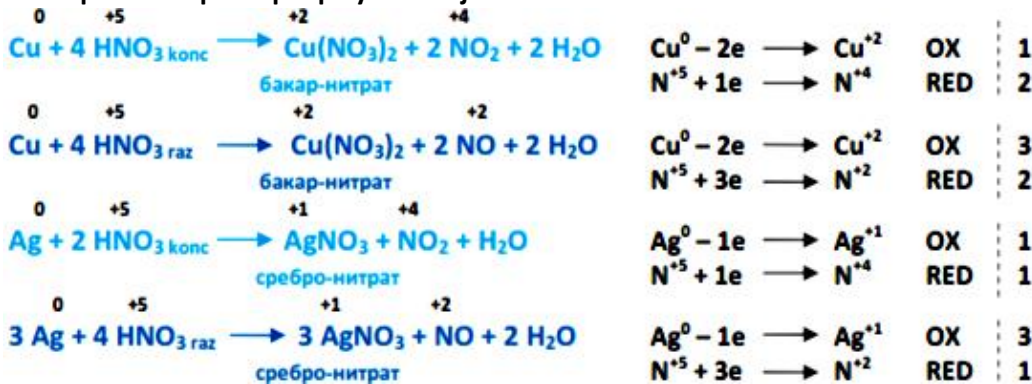 0 +5 +2 +4
Cu + 4 HNO₃ konc ⟶ Cu(NO₃)₂ + 2 NO₂ + 2 H₂O
бакар-нитрат
Cu⁰ – 2e ⟶ Cu⁺² OX 1
N⁺⁵ + 1e ⟶ N⁺⁴ RED 2
0 +5 +2 +2
Cu + 4 HNO₃ raz ⟶ Cu(NO₃)₂ + 2 NO + 2 H₂O
бакар-нитрат
Cu⁰ – 2e ⟶ Cu⁺² OX 3
N⁺⁵ + 3e ⟶ N⁺² RED 2
0 +5 +1 +4
Ag + 2 HNO₃ konc ⟶ AgNO₃ + NO₂ + H₂O
сребро-нитрат
Ag⁰ – 1e ⟶ Ag⁺¹ OX 1
N⁺⁵ + 1e ⟶ N⁺⁴ RED 1
0 +5 +1 +2
3 Ag + 4 HNO₃ raz ⟶ 3 AgNO₃ + NO + 2 H₂O
сребро-нитрат
Ag⁰ – 1e ⟶ Ag⁺¹ OX 3
N⁺⁵ + 3e ⟶ N⁺² RED 1